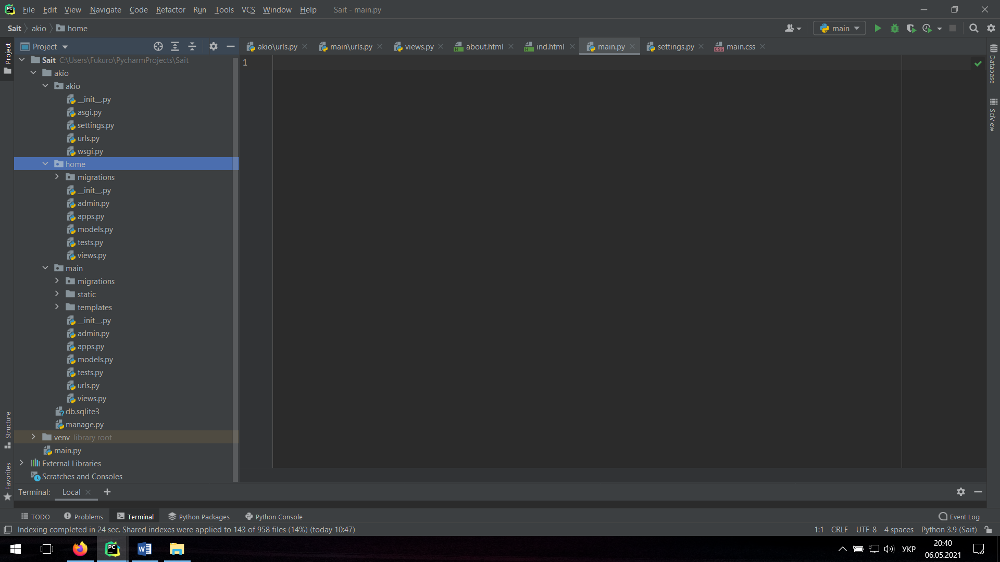 PC File Edit View Navigate Code Refactor Run Tools VCS Window Help Sait - main.py
Sait akio home main
Project
akio\urls.py main\urls.py views.py about.html ind.html main.py settings.py main.css
Project
Sait C:\Users\Fukuro\PycharmProjects\Sait
1
akio
akio
__init__.py
asgi.py
settings.py
urls.py
wsgi.py
home
migrations
__init__.py
admin.py
apps.py
models.py
tests.py
views.py
main
migrations
static
templates
__init__.py
admin.py
apps.py
models.py
tests.py
urls.py
views.py
db.sqlite3
manage.py
venv library root
main.py
External Libraries
Scratches and Consoles
Database
SciView
Structure
Favorites
Terminal: Local
TODO Problems Terminal Python Packages Python Console Event Log
Indexing completed in 24 sec. Shared indexes were applied to 143 of 958 files (14%) (today 10:47) 1:1 CRLF UTF-8 4 spaces Python 3.9 (Sait)
PC W УКР 20:40
06.05.2021